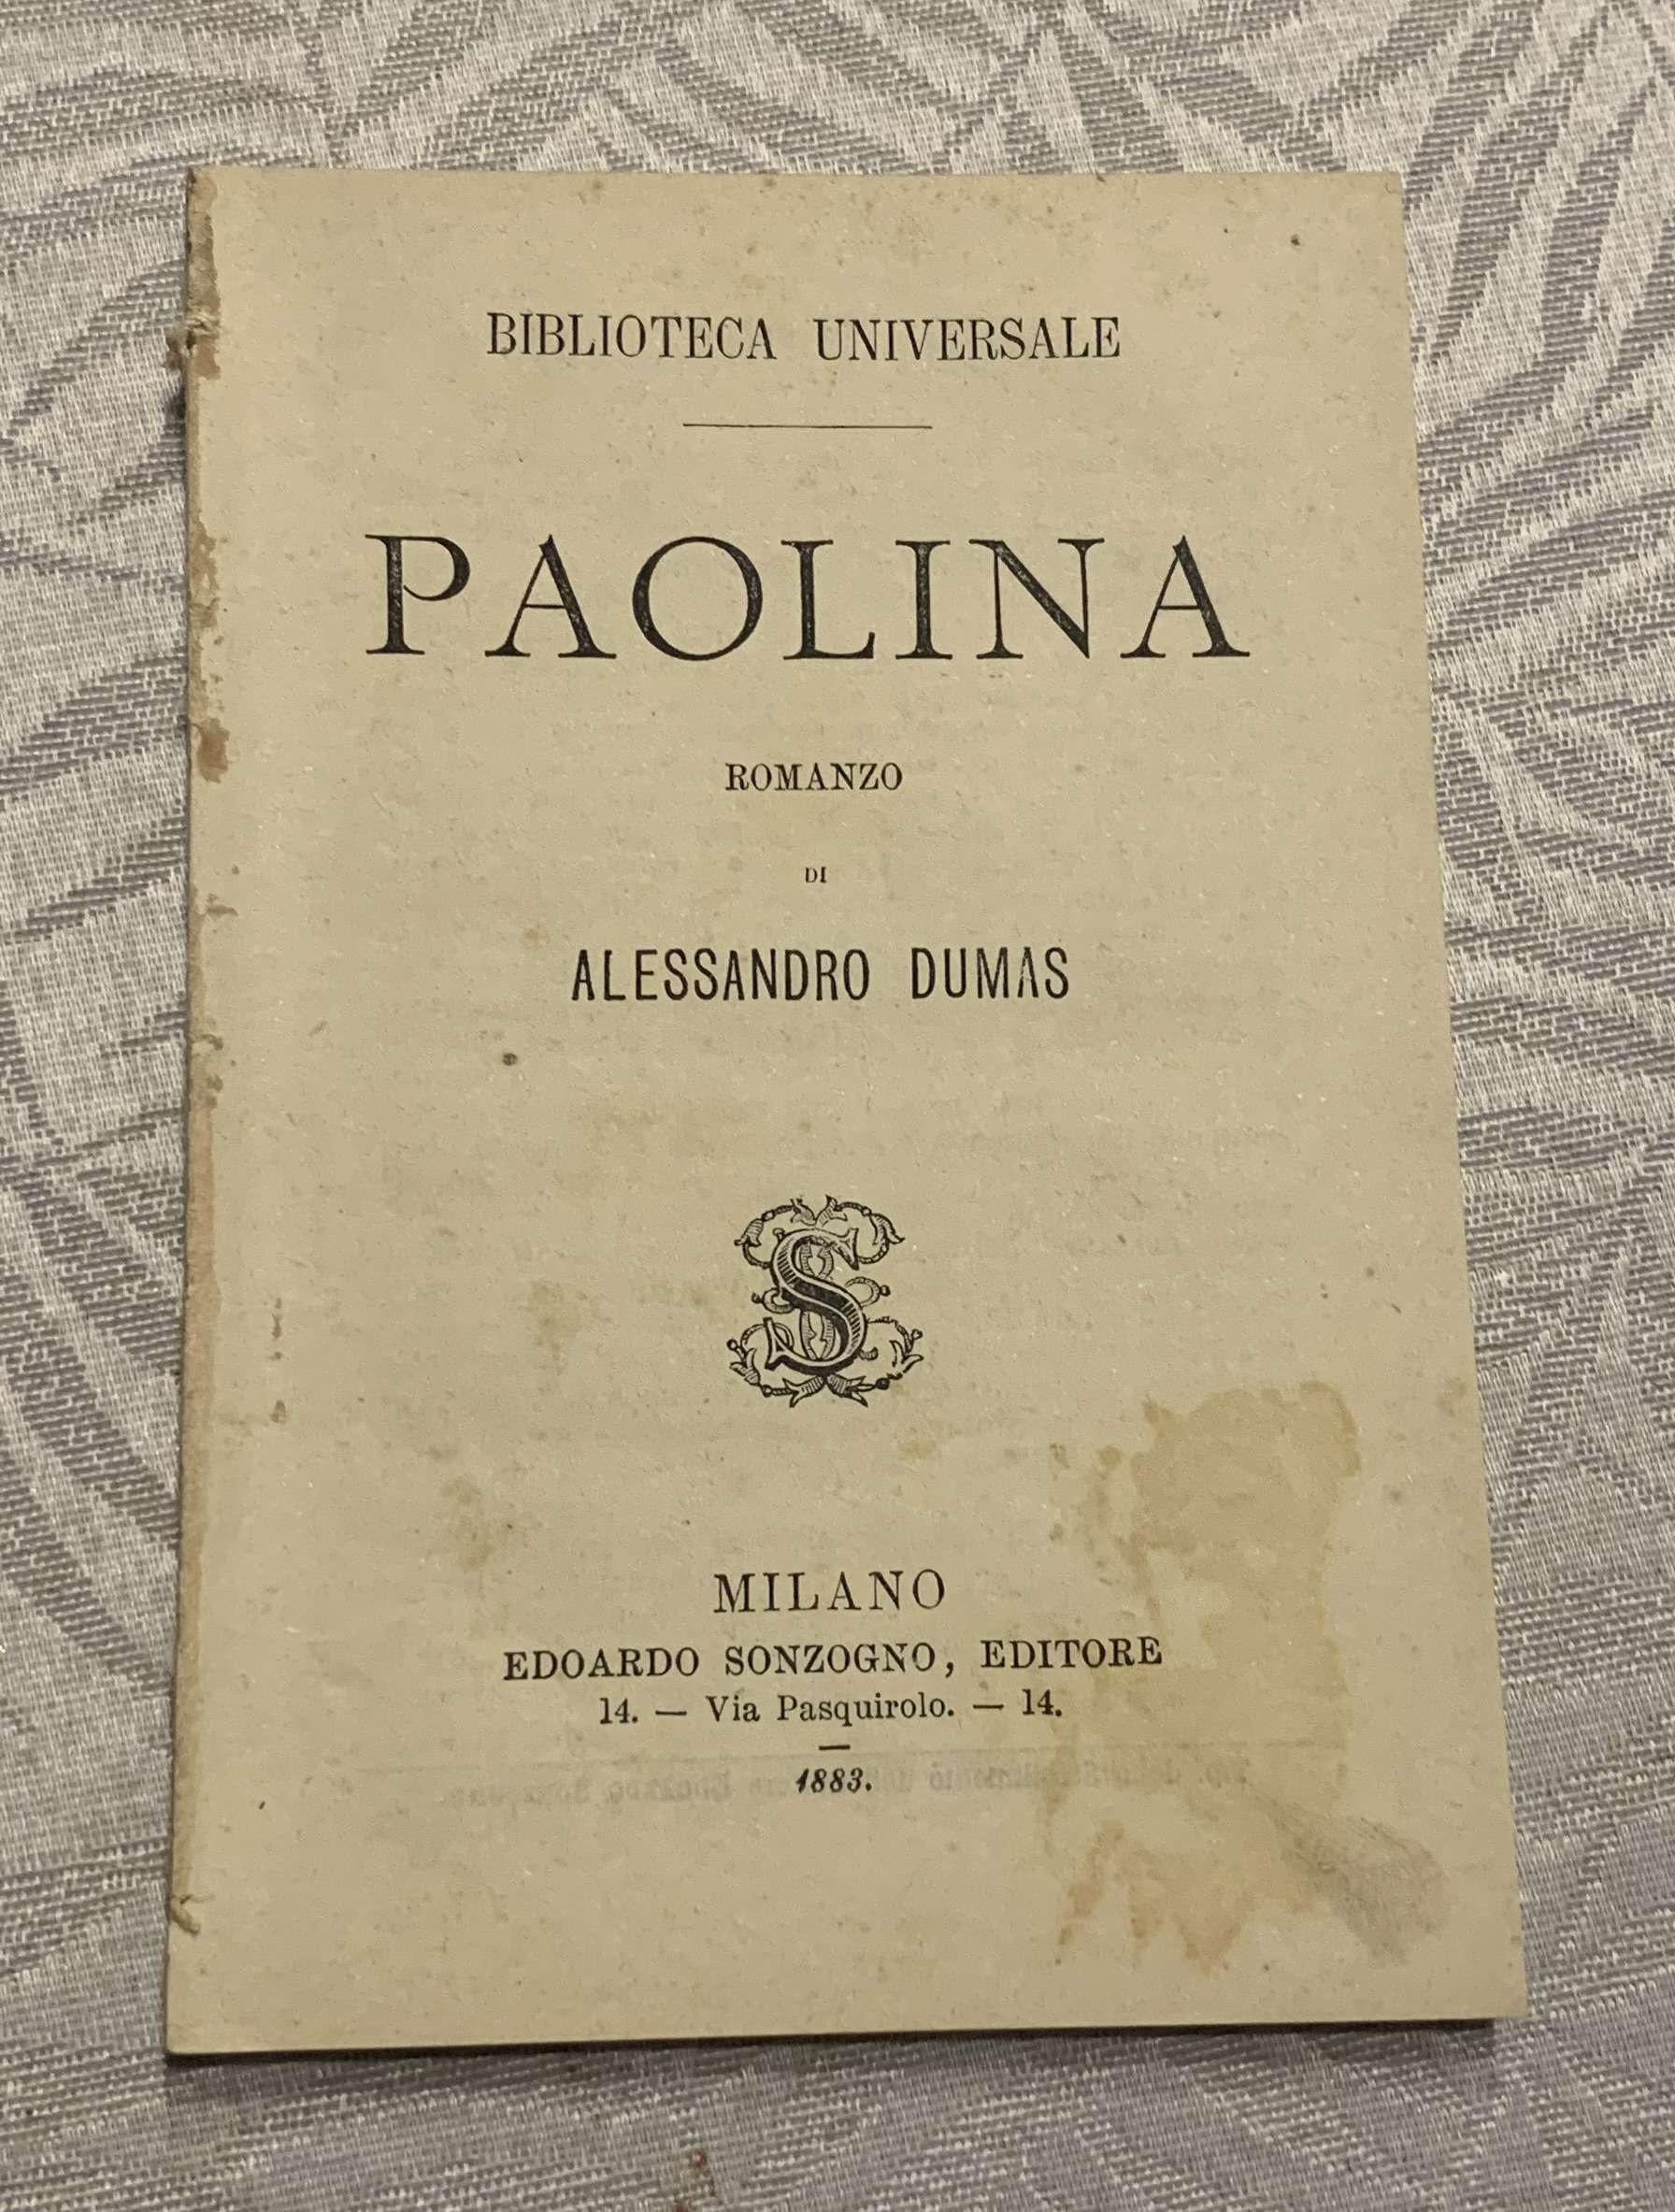 BIBLIOTECA UNIVERSALE
PAOLINA
ROMANZO
DI
ALESSANDRO DUMAS
S
MILANO
EDOARDO SONZOGNO, EDITORE
14. — Via Pasquirolo. — 14.
1883.